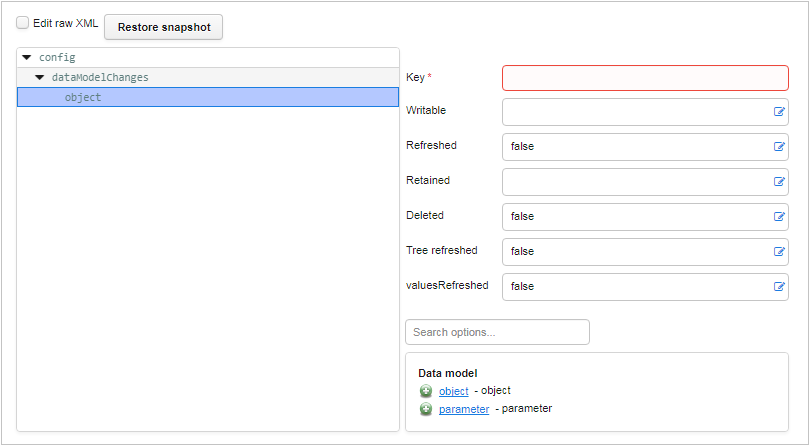 Edit raw XML Restore snapshot
config
dataModelChanges
object
Key *
Writable
Refreshed false
Retained
Deleted false
Tree refreshed false
valuesRefreshed false
Search options...
Data model
object - object
parameter - parameter